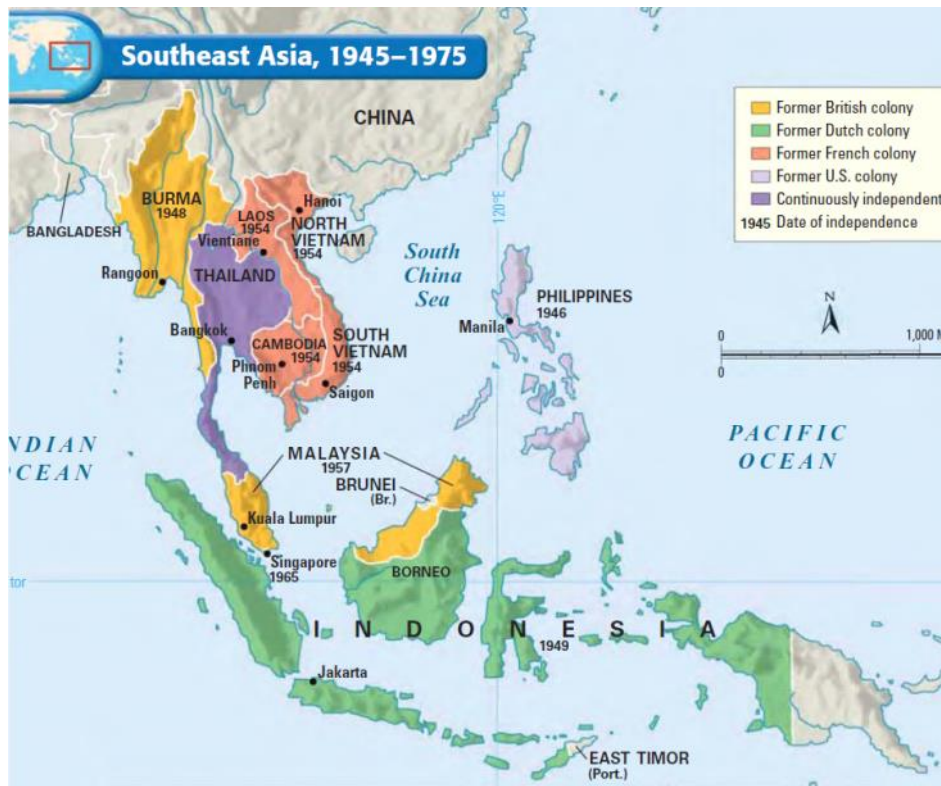 Southeast Asia, 1945–1975
CHINA
Former British colony
Former Dutch colony
Former French colony
Former U.S. colony
Continuously independent
1945 Date of independence
BURMA
1948
BANGLADESH
Rangoon
LAOS
1954
Hanoi
NORTH
VIETNAM
1954
Vientiane
THAILAND
Bangkok
CAMBODIA
1954
Phnom
Penh
SOUTH
VIETNAM
1954
Saigon
South
China
Sea
120°E
PHILIPPINES
1946
Manila
N
0
1,000 M
0
NDIAN
OCEAN
PACIFIC
OCEAN
MALAYSIA
1957
BRUNEI
(Br.)
Kuala Lumpur
Singapore
1965
BORNEO
tor
INDONESIA
1949
Jakarta
EAST TIMOR
(Port.)